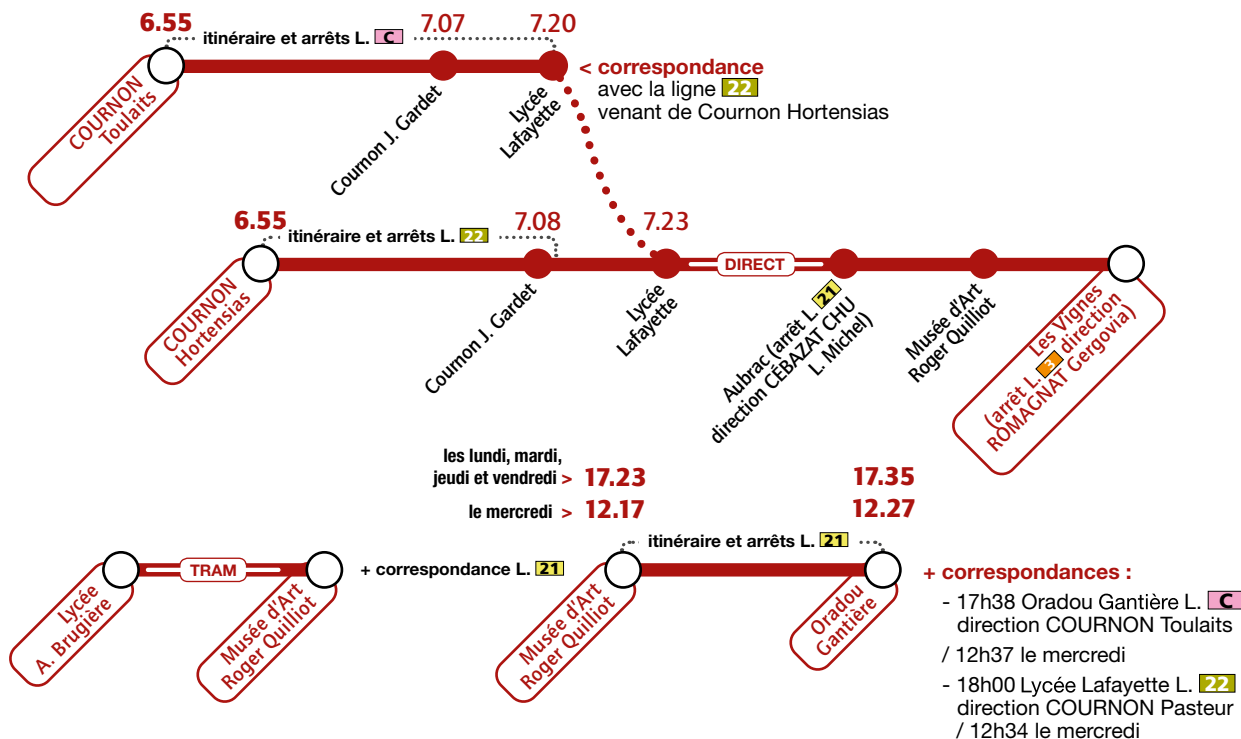 6.55
7.07
7.20
itinéraire et arrêts L. C
COURNON
Toulaits
Cournon J. Gardet
Lycée
Lafayette
< correspondance
avec la ligne 22
venant de Cournon Hortensias
6.55
7.08
7.23
itinéraire et arrêts L. 22
DIRECT
COURNON
Hortensias
Cournon J. Gardet
Lycée
Lafayette
Aubrac (arrêt L. 21
direction CÉBAZAT CHU
L. Michel)
Musée d'Art
Roger Quilliot
Les Vignes
(arrêt L. 3 direction
ROMAGNAT Gergovia)
les lundi, mardi,
jeudi et vendredi > 17.23
17.35
le mercredi > 12.17
12.27
itinéraire et arrêts L. 21
TRAM
+ correspondance L. 21
Lycée
A. Brugière
Musée d'Art
Roger Quilliot
Musée d'Art
Roger Quilliot
Oradou
Gantière
+ correspondances :
- 17h38 Oradou Gantière L. C
direction COURNON Toulaits
/ 12h37 le mercredi
- 18h00 Lycée Lafayette L. 22
direction COURNON Pasteur
/ 12h34 le mercredi